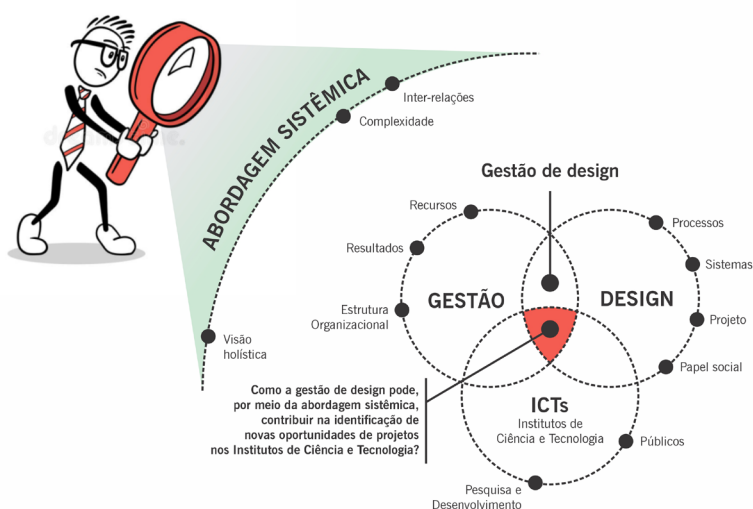 ABORDAGEM SISTÊMICA
Inter-relações
Complexidade
Visão
holística
Gestão de design
Recursos
Resultados
Estrutura
Organizacional
GESTÃO
DESIGN
Processos
Sistemas
Projeto
Papel social
Como a gestão de design pode,
por meio da abordagem sistêmica,
contribuir na identificação de
novas oportunidades de projetos
nos Institutos de Ciência e Tecnologia?
ICTs
Institutos de
Ciência e Tecnologia
Públicos
Pesquisa e
Desenvolvimento